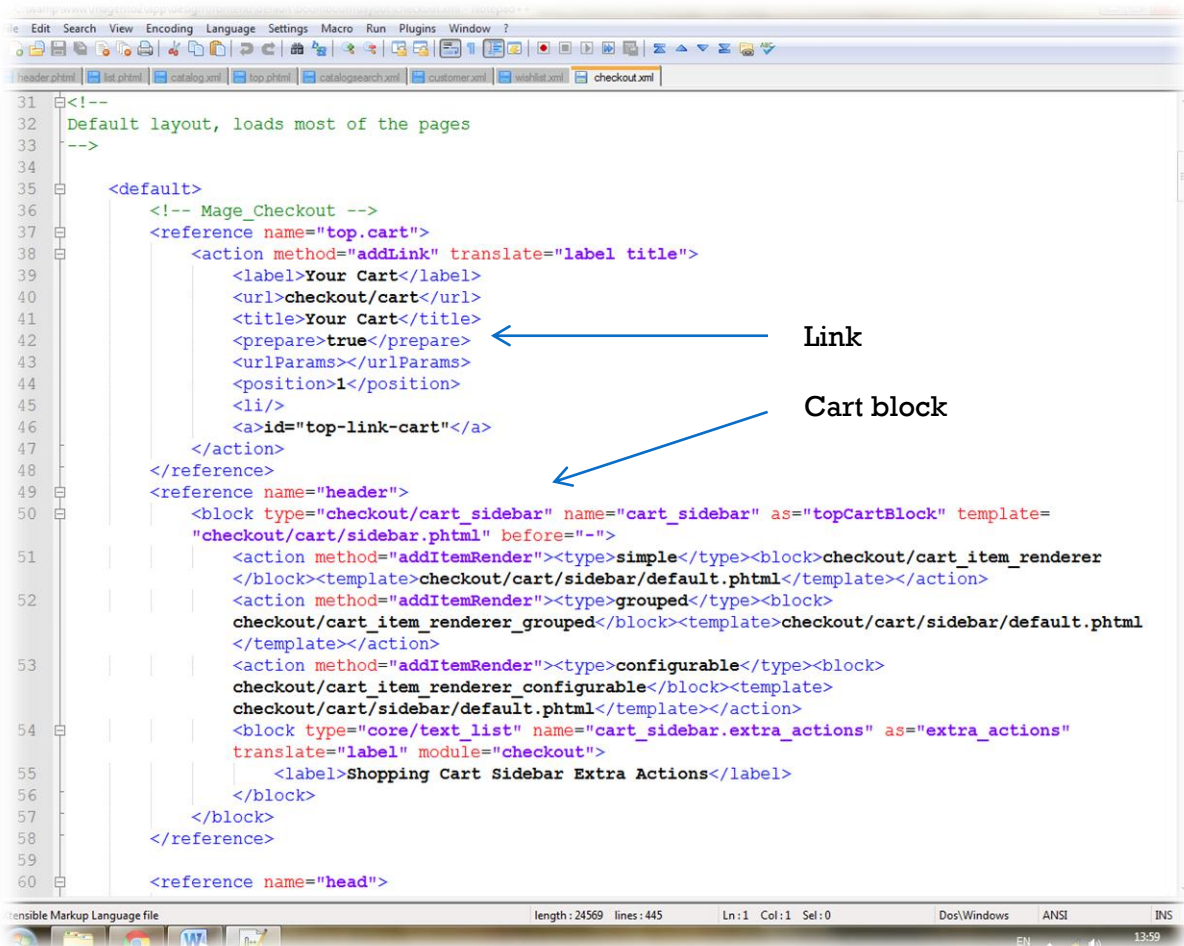 Edit Search View Encoding Language Settings Macro Run Plugins Window ?
header.phtml list.phtml catalog.xml top.phtml catalogsearch.xml customer.xml wishlist.xml checkout.xml
31 <!--
32 Default layout, loads most of the pages
33 -->
34
35 <default>
36 <!-- Mage_Checkout -->
37 <reference name="top.cart">
38 <action method="addLink" translate="label title">
39 <label>Your Cart</label>
40 <url>checkout/cart</url>
41 <title>Your Cart</title>
42 <prepare>true</prepare>
Link
43 <urlParams></urlParams>
44 <position>1</position>
45 <li/>
Cart block
46 <a>id="top-link-cart"</a>
47 </action>
48 </reference>
49 <reference name="header">
50 <block type="checkout/cart_sidebar" name="cart_sidebar" as="topCartBlock" template=
"checkout/cart/sidebar.phtml" before="-">
51 <action method="addItemRender"><type>simple</type><block>checkout/cart_item_renderer
</block><template>checkout/cart/sidebar/default.phtml</template></action>
52 <action method="addItemRender"><type>grouped</type><block>
checkout/cart_item_renderer_grouped</block><template>checkout/cart/sidebar/default.phtml
</template></action>
53 <action method="addItemRender"><type>configurable</type><block>
checkout/cart_item_renderer_configurable</block><template>
checkout/cart/sidebar/default.phtml</template></action>
54 <block type="core/text_list" name="cart_sidebar.extra_actions" as="extra_actions"
translate="label" module="checkout">
55 <label>Shopping Cart Sidebar Extra Actions</label>
56 </block>
57 </block>
58 </reference>
59
60 <reference name="head">
Markup Language file length : 24569 lines : 445 Ln : 1 Col : 1 Sel : 0 Dos\Windows ANSI INS
EN 13:59